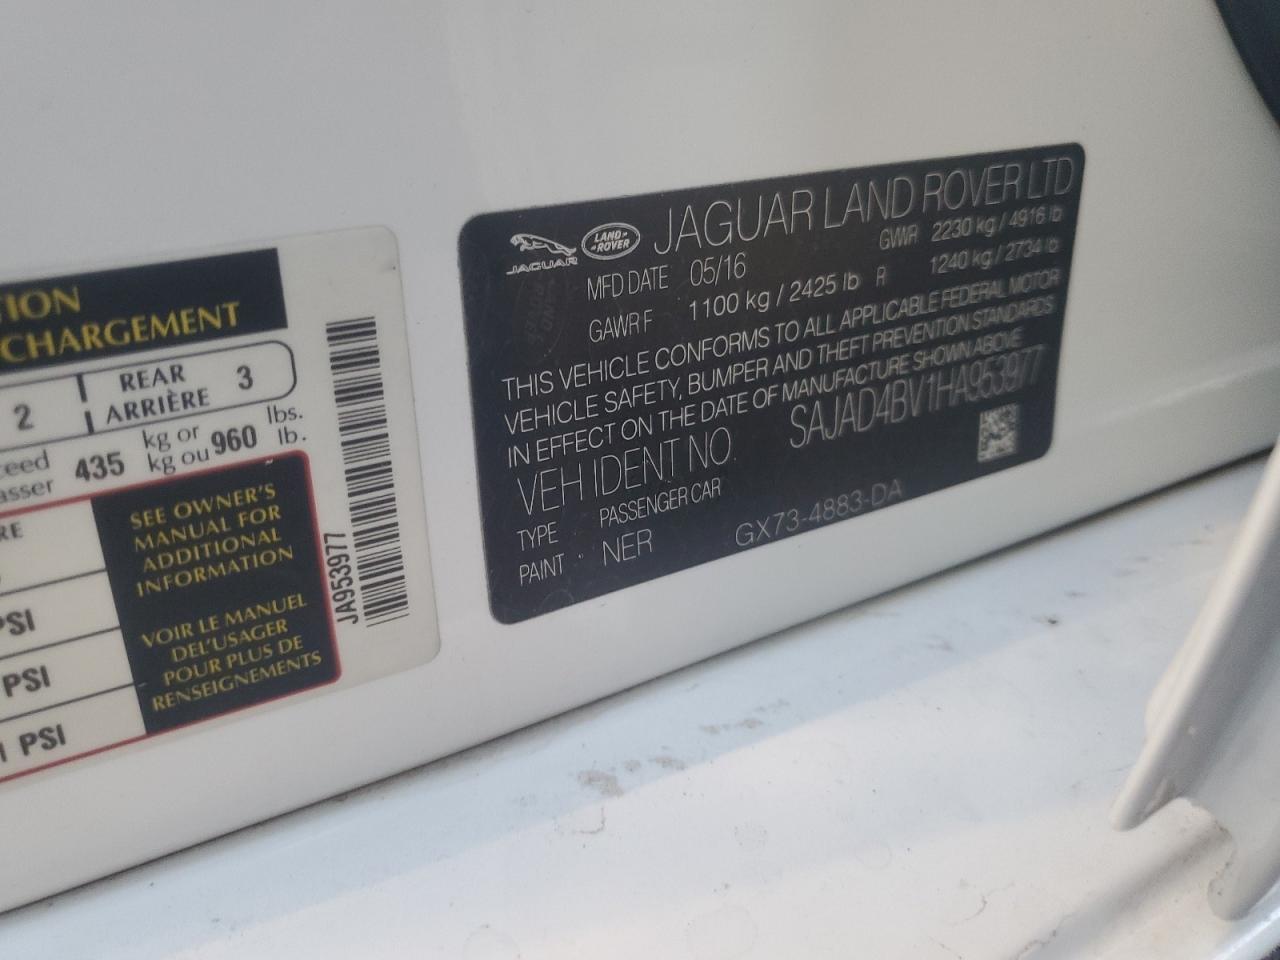 TION
CHARGEMENT
2
REAR
ARRIÈRE
3
435 kg or
kg ou 960 lbs.
lb.
SEE OWNER'S
MANUAL FOR
ADDITIONAL
INFORMATION
VOIR LE MANUEL
DEL'USAGER
POUR PLUS DE
RENSEIGNEMENTS
PSI
PSI
PSI
JA953977
JAGUAR
LAND-
-ROVER
JAGUAR LAND ROVER LTD
MFD DATE 05/16 GWR 2230 kg / 4916 lb
GAWR F 1100 kg / 2425 lb R 1240 kg / 2734 lb
THIS VEHICLE CONFORMS TO ALL APPLICABLE FEDERAL MOTOR
VEHICLE SAFETY, BUMPER AND THEFT PREVENTION STANDARDS
IN EFFECT ON THE DATE OF MANUFACTURE SHOWN ABOVE
VEH IDENT NO. SAJAD4BV1HA953977
TYPE PASSENGER CAR
PAINT NER GX73-4883-DA